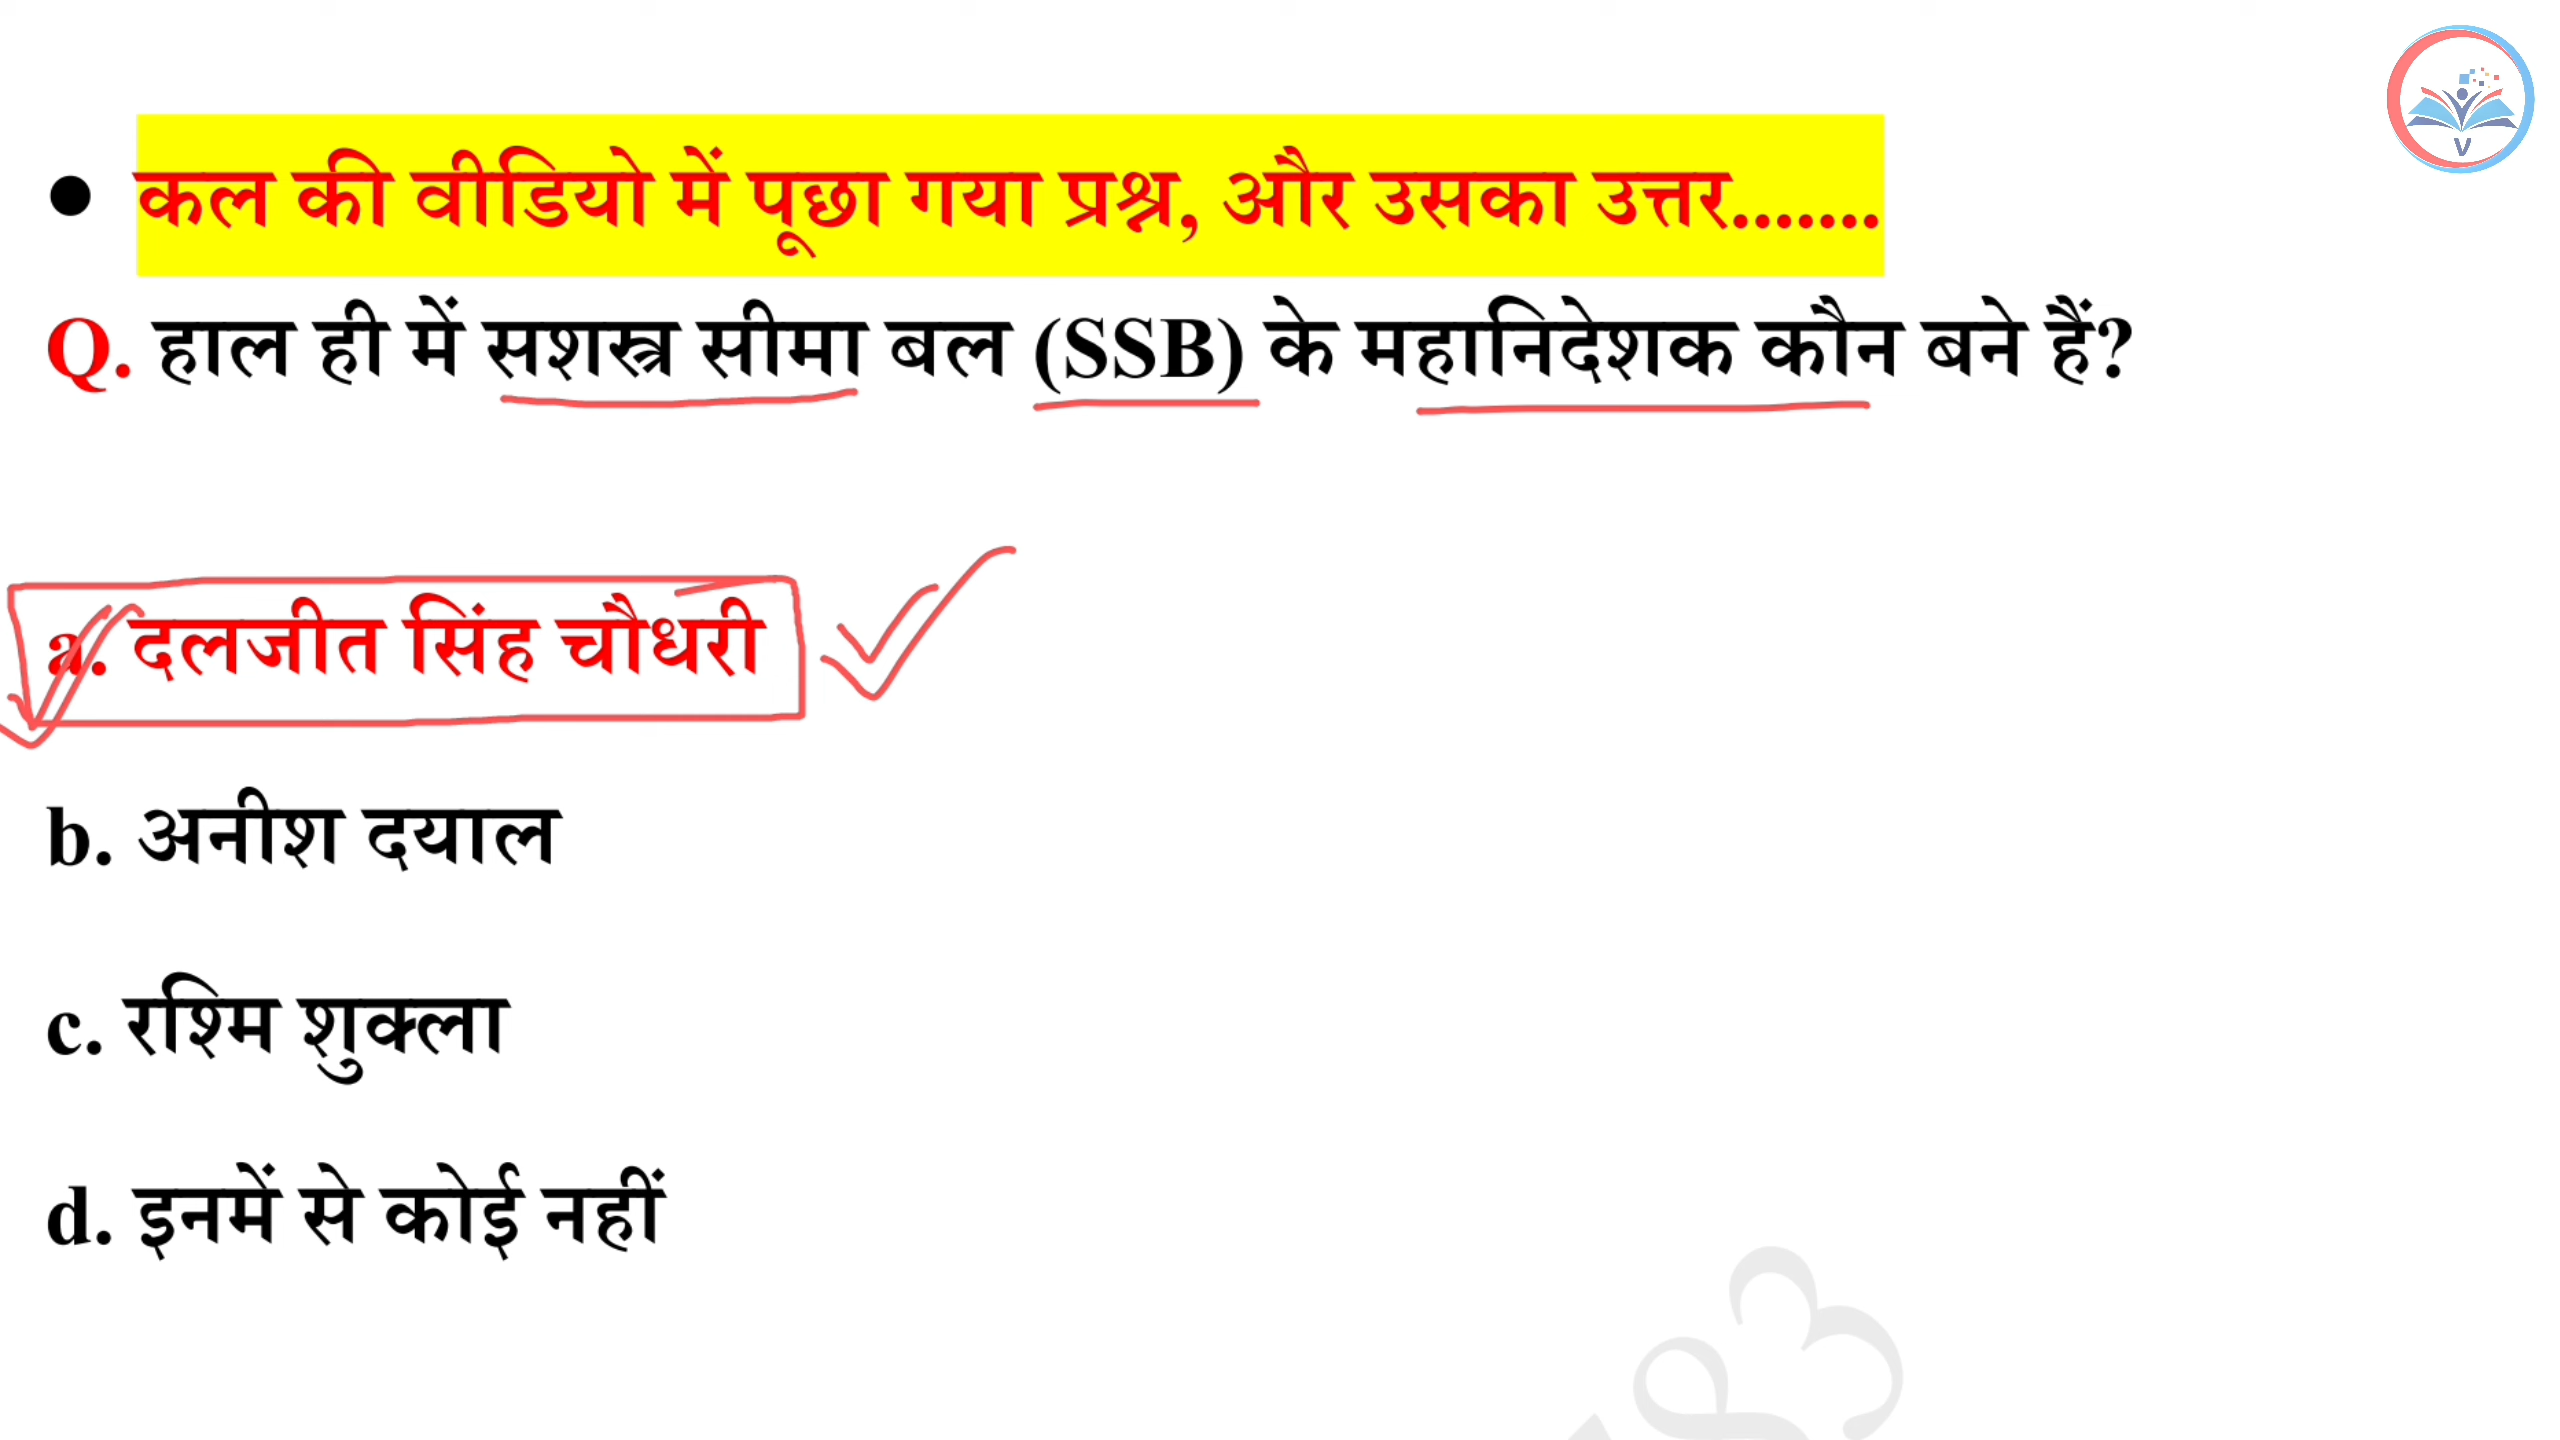 • कल की वीडियो में पूछा गया प्रश्न, और उसका उत्तर.......
Q. हाल ही में सशस्त्र सीमा बल (SSB) के महानिदेशक कौन बने हैं?
a. दलजीत सिंह चौधरी
b. अनीश दयाल
c. रश्मि शुक्ला
d. इनमें से कोई नहीं
83
V